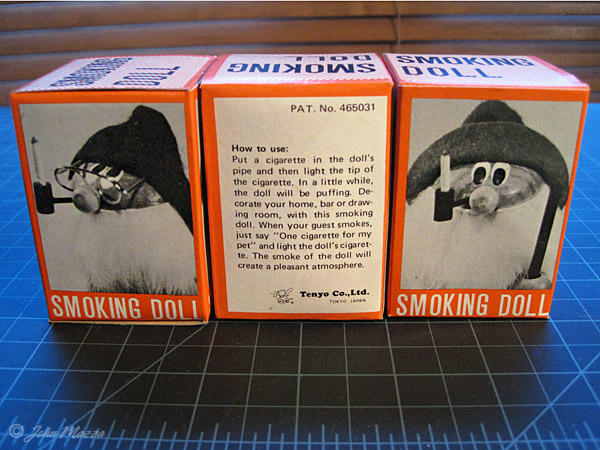 SMOKING
DOLL
SMOKING
DOLL
SMOKING
DOLL
SMOKING DOLL
PAT. No. 465031
How to use:
Put a cigarette in the doll's
pipe and then light the tip of
the cigarette. In a little while,
the doll will be puffing. De-
corate your home, bar or draw-
ing room, with this smoking
doll. When your guest smokes,
just say "One cigarette for my
pet" and light the doll's cigaret-
te. The smoke of the doll will
create a pleasant atmosphere.
Tenyo Co.,Ltd.
TOKYO JAPAN
SMOKING DOLL
© John Mazza